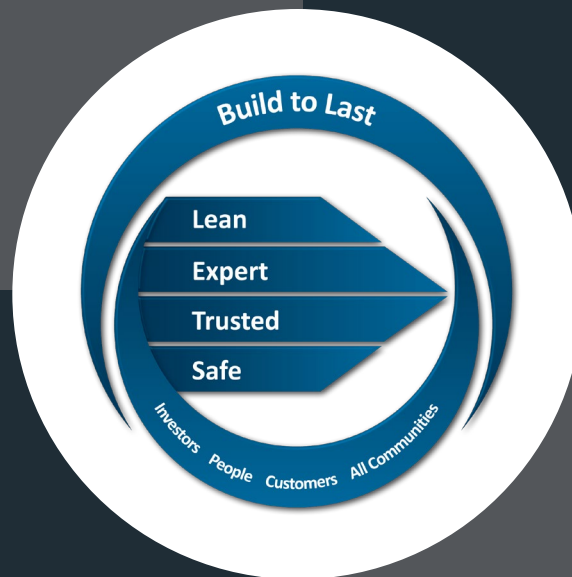 Build to Last
Lean
Expert
Trusted
Safe
Investors People Customers All Communities